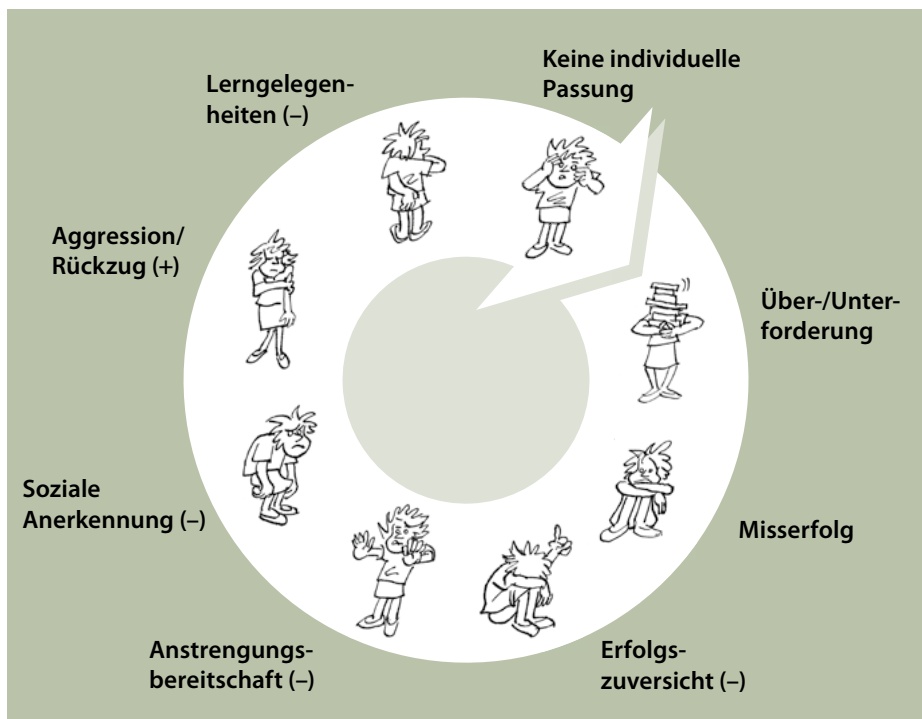 Keine individuelle
Passung
Über-/Unter-
forderung
Misserfolg
Erfolgs-
zuversicht (–)
Anstrengungs-
bereitschaft (–)
Soziale
Anerkennung (–)
Aggression/
Rückzug (+)
Lerngelegen-
heiten (–)